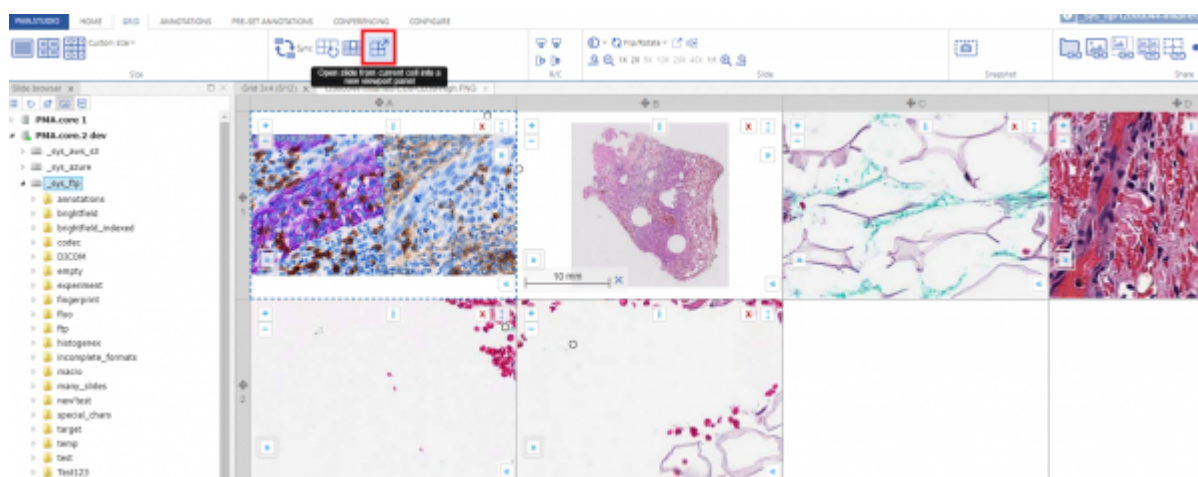 PMA.STUDIO HOME GRID ANNOTATIONS PRE-SET ANNOTATIONS CONFERENCING CONFIGURE
Custom size
Sync
Flip/Rotate
1X 2X 5X 10X 20X 40X
Size
R/C
Slide
Snapshot
Share
Open slide from current cell into a
new viewport panel
Slide browser x
Grid 3x4 (6/12) x
A
B
C
D
PMA.core 1
PMA.core.2 dev
_sys_aws_s3
_sys_azure
_sys_ftp
annotations
brightfield
brightfield_indexed
codec
DICOM
empty
experiment
fingerprint
fluo
ftp
histogenex
incomplete_formats
macro
many_slides
new'test
special_chars
target
temp
test
Test123
1
2
10 mm